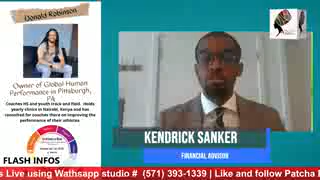 Donald Robinson
Owner of Global Human
Performance in Pittsburgh,
PA
Coaches HS and youth track and field. Holds
yearly clinics in Nairobi, Kenya and has
consulted for coaches there on improving the
performance of their athletes
FLASH INFOS
KENDRICK SANKER
FINANCIAL ADVISOR
s Live using Wathsapp studio # (571) 393-1339 | Like and follow Patcha